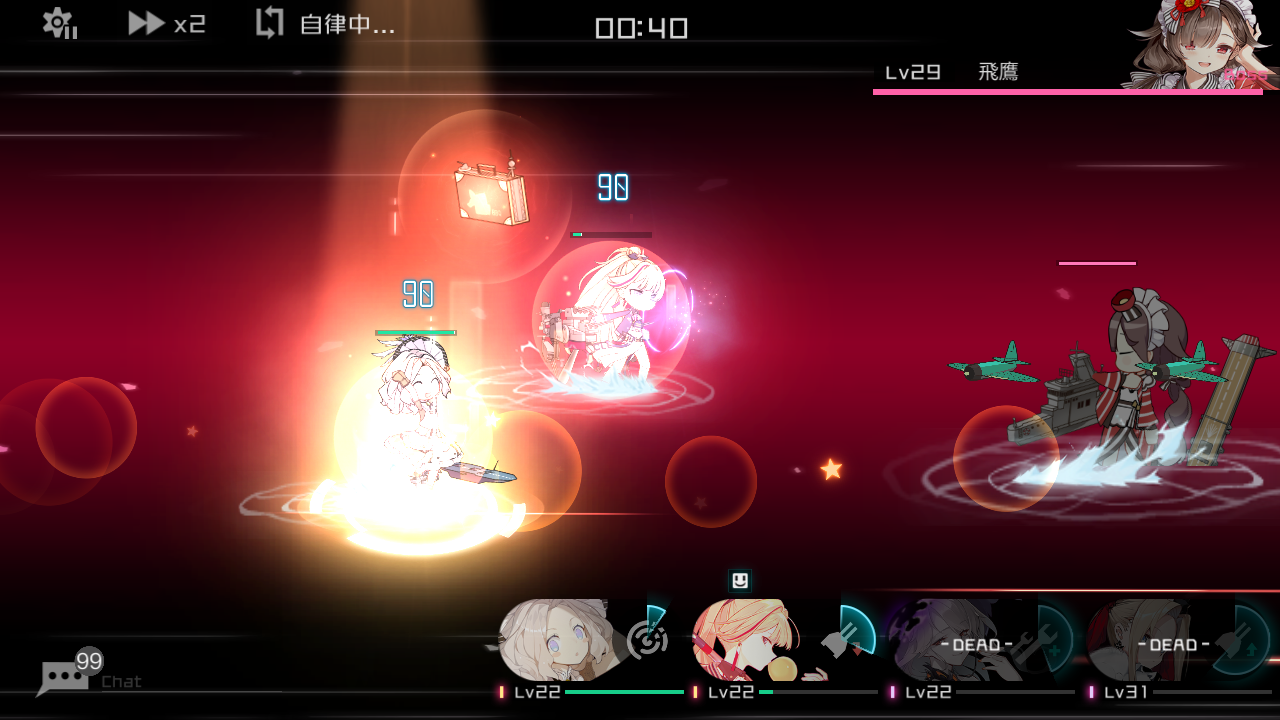 x2
自律中...
00:40
Lv29 飛鷹
BOSS
90
90
-DEAD-
-DEAD-
99
Chat
Lv22
Lv22
Lv22
Lv31